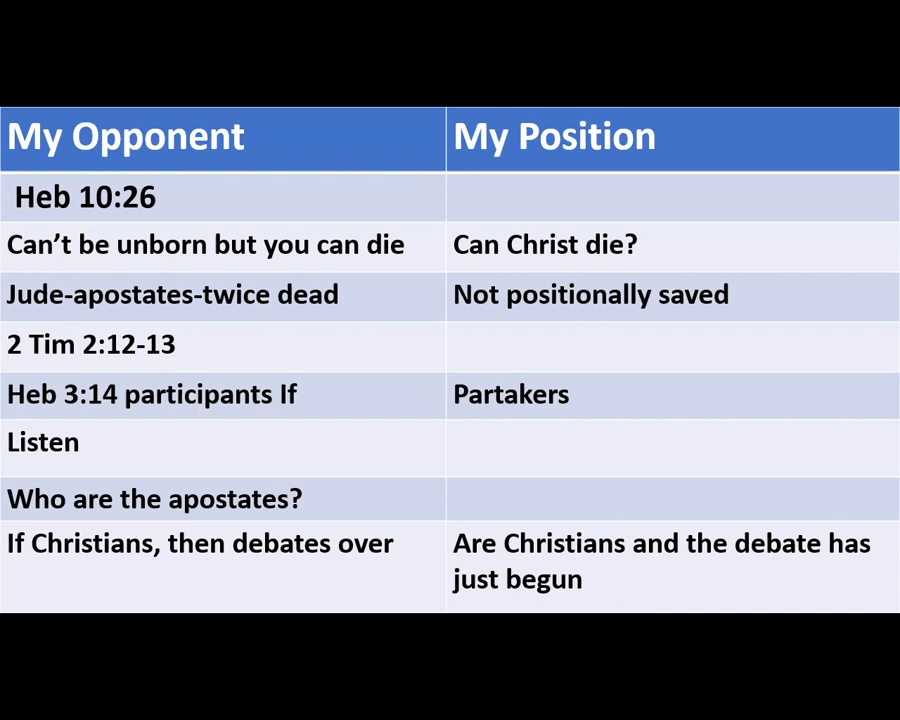 My Opponent My Position
Heb 10:26
Can’t be unborn but you can die Can Christ die?
Jude-apostates-twice dead Not positionally saved
2 Tim 2:12-13
Heb 3:14 participants If Partakers
Listen
Who are the apostates?
If Christians, then debates over Are Christians and the debate has
just begun